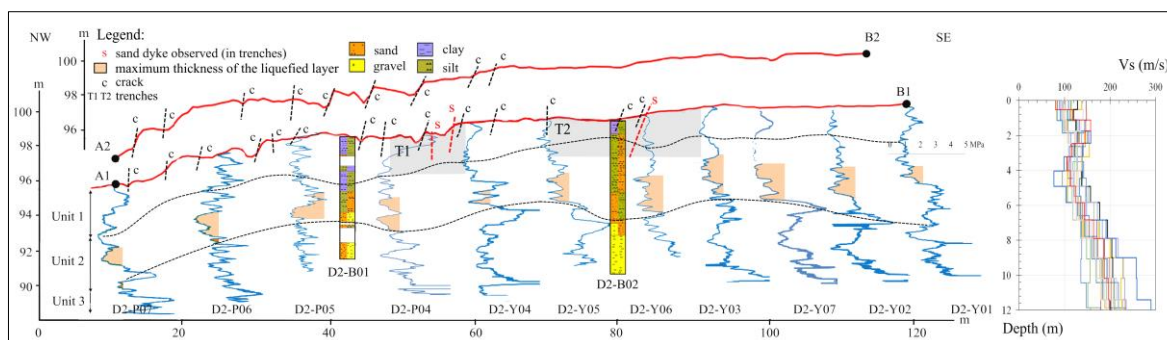 NW
m
Legend:
s sand dyke observed (in trenches)
maximum thickness of the liquefied layer
c crack
T1 T2 trenches
sand
gravel
clay
silt
B2
SE
Vs (m/s)
m
100
98
96
100
98
96
94
92
90
A2
A1
B1
c c c c c c c c
c c c c c c c c c c c c c
s s s
T1
T2
0 1 2 3 4 5 MPa
Unit 1
Unit 2
Unit 3
D2-B01
D2-B02
D2-P07 D2-P06 D2-P05 D2-P04 D2-Y04 D2-Y05 D2-Y06 D2-Y03 D2-Y07 D2-Y02 D2-Y01
0 20 40 60 80 100 120
m
0 100 200 300
0
2
4
6
8
10
12
Depth (m)